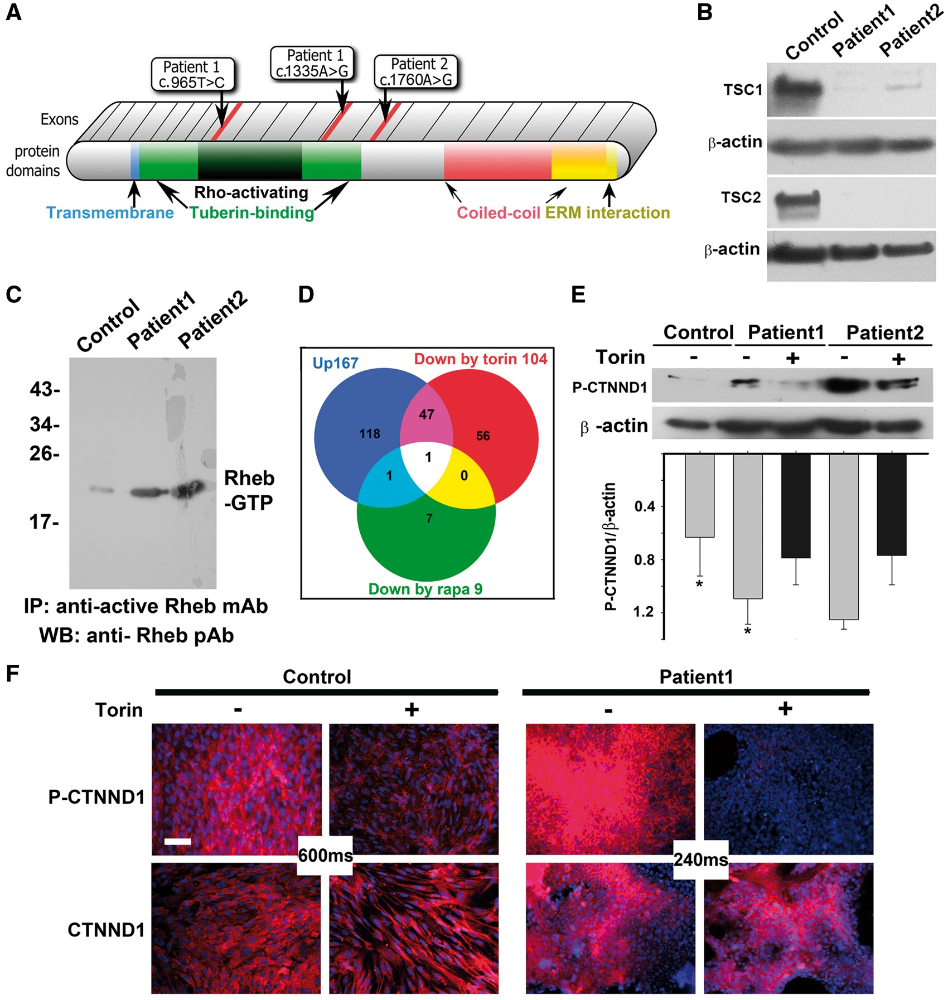 A
Patient 1
c.965T>C
Patient 1
c.1335A>G
Patient 2
c.1760A>G
Exons
protein
domains
Rho-activating
Transmembrane
Tuberin-binding
Coiled-coil
ERM interaction
B
Control
Patient1
Patient2
TSC1
β-actin
TSC2
β-actin
C
Control
Patient1
Patient2
43-
34-
26-
17-
Rheb
-GTP
IP: anti-active Rheb mAb
WB: anti- Rheb pAb
D
Up167
Down by torin 104
47
118
56
1
1
0
7
Down by rapa 9
E
Control
Patient1
Patient2
Torin
- - + - +
P-CTNND1
β -actin
P-CTNND1/β-actin
0.4
0.8
1.2
*
*
F
Control
Patient1
Torin
- + - +
P-CTNND1
600ms
240ms
CTNND1